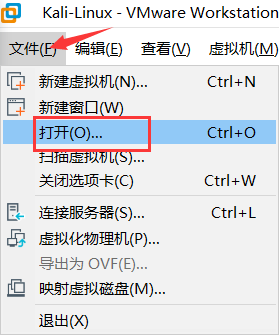 Kali-Linux - VMware Workstation
文件(F) 编辑(E) 查看(V) 虚拟机(M)
新建虚拟机(N)... Ctrl+N
新建窗口(W)
打开(O)... Ctrl+O
扫描虚拟机(S)...
关闭选项卡(C) Ctrl+W
连接服务器(S)... Ctrl+L
虚拟化物理机(P)...
导出为 OVF(E)...
映射虚拟磁盘(M)...
退出(X)